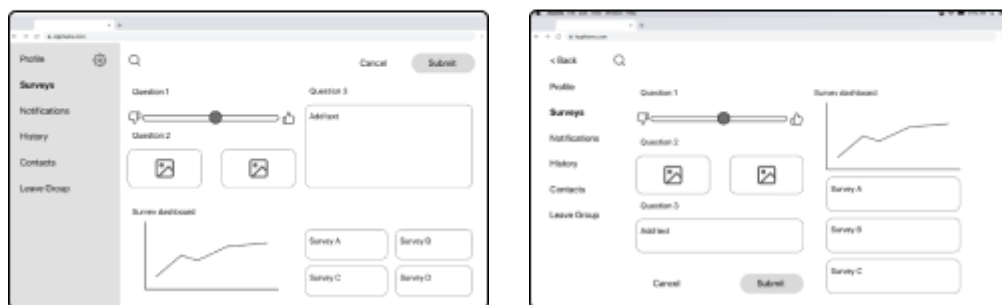 Profile
Surveys
Notifications
History
Contacts
Leave Group
Cancel
Submit
Question 1
Question 2
Question 3
Add text
Survey dashboard
Survey A
Survey B
Survey C
Survey D
< Back
Profile
Surveys
Notifications
History
Contacts
Leave Group
Question 1
Question 2
Question 3
Add text
Cancel
Submit
Survey dashboard
Survey A
Survey B
Survey C